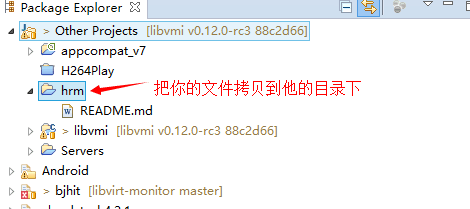 Package Explorer
> Other Projects [libvmi v0.12.0-rc3 88c2d66]
appcompat_v7
H264Play
hrm
把你的文件拷贝到他的目录下
README.md
> libvmi [libvmi v0.12.0-rc3 88c2d66]
Servers
Android
> bjhit [libvirt-monitor master]